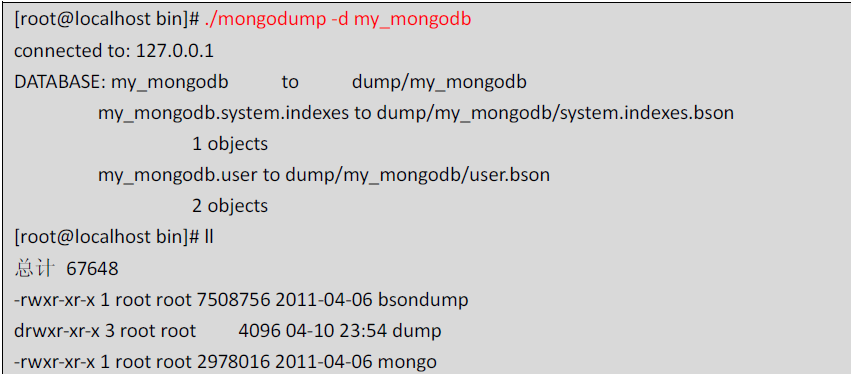 [root@localhost bin]# ./mongodump -d my_mongodb
connected to: 127.0.0.1
DATABASE: my_mongodb to dump/my_mongodb
my_mongodb.system.indexes to dump/my_mongodb/system.indexes.bson
1 objects
my_mongodb.user to dump/my_mongodb/user.bson
2 objects
[root@localhost bin]# ll
总计 67648
-rwxr-xr-x 1 root root 7508756 2011-04-06 bsondump
drwxr-xr-x 3 root root 4096 04-10 23:54 dump
-rwxr-xr-x 1 root root 2978016 2011-04-06 mongo